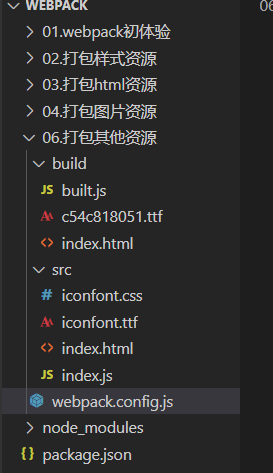 WEBPACK
06
01.webpack初体验
02.打包样式资源
03.打包html资源
04.打包图片资源
06.打包其他资源
build
JS built.js
c54c818051.ttf
<> index.html
src
# iconfont.css
iconfont.ttf
<> index.html
JS index.js
webpack.config.js
node_modules
{} package.json